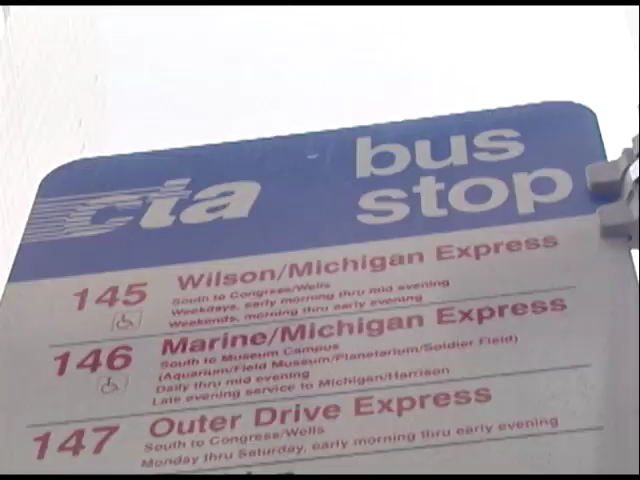 cta
bus
stop
145 Wilson/Michigan Express
South to Congress/Wells
Weekdays, early morning thru mid evening
Weekends, morning thru early evening
146 Marine/Michigan Express
South to Museum Campus
(Aquarium/Field Museum/Planetarium/Soldier Field)
Daily thru mid evening
Late evening service to Michigan/Harrison
147 Outer Drive Express
South to Congress/Wells
Monday thru Saturday, early morning thru early evening